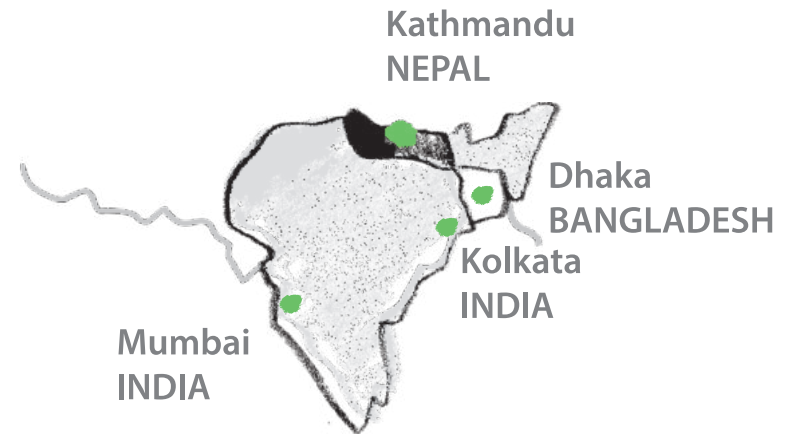 Kathmandu
NEPAL
Dhaka
BANGLADESH
Kolkata
INDIA
Mumbai
INDIA